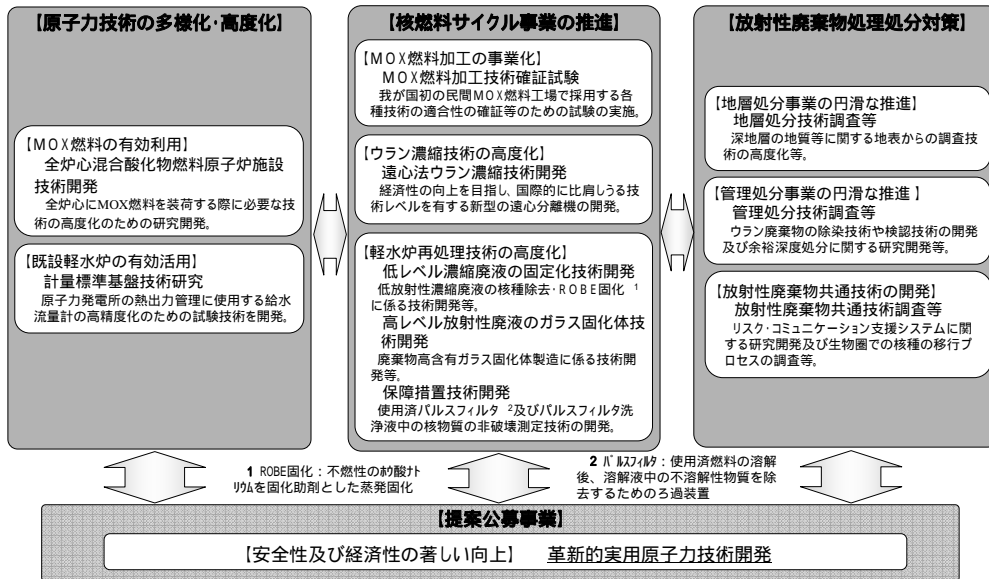 【原子力技術の多様化･高度化】
【MOX燃料の有効利用】
全炉心混合酸化物燃料原子炉施設
技術開発
全炉心にMOX燃料を装荷する際に必要な技
術の高度化のための研究開発。
【既設軽水炉の有効活用】
計量標準基盤技術研究
原子力発電所の熱出力管理に使用する給水
流量計の高精度化のための試験技術を開発。
【核燃料サイクル事業の推進】
【MOX燃料加工の事業化】
MOX燃料加工技術確証試験
我が国初の民間MOX燃料工場で採用する各
種技術の適合性の確証等のための試験の実施。
【ウラン濃縮技術の高度化】
遠心法ウラン濃縮技術開発
経済性の向上を目指し、国際的に比肩しうる技
術レベルを有する新型の遠心分離機の開発。
【軽水炉再処理技術の高度化】
低レベル濃縮廃液の固定化技術開発
低放射性濃縮廃液の核種除去･ROBE固化 1
に係る技術開発等。
高レベル放射性廃液のガラス固化体技
術開発
廃棄物高含有ガラス固化体製造に係る技術開
発等。
保障措置技術開発
使用済パルスフィルタ 2及びパルスフィルタ洗
浄液中の核物質の非破壊測定技術の開発。
【放射性廃棄物処理処分対策】
【地層処分事業の円滑な推進】
地層処分技術調査等
深地層の地質等に関する地表からの調査技
術の高度化等。
【管理処分事業の円滑な推進】
管理処分技術調査等
ウラン廃棄物の除染技術や検認技術の開発
及び余裕深度処分に関する研究開発等。
【放射性廃棄物共通技術の開発】
放射性廃棄物共通技術調査等
リスク･コミュニケーション支援システムに関
する研究開発及び生物圏での核種の移行プ
ロセスの調査等。
1 ROBE固化：不燃性のﾎｳ酸ﾅﾄ
ﾘｳﾑを固化助剤とした蒸発固化
2 ﾊﾟﾙｽﾌｨﾙﾀ：使用済燃料の溶解
後、溶解液中の不溶解性物質を除
去するためのろ過装置
【提案公募事業】
【安全性及び経済性の著しい向上】 革新的実用原子力技術開発